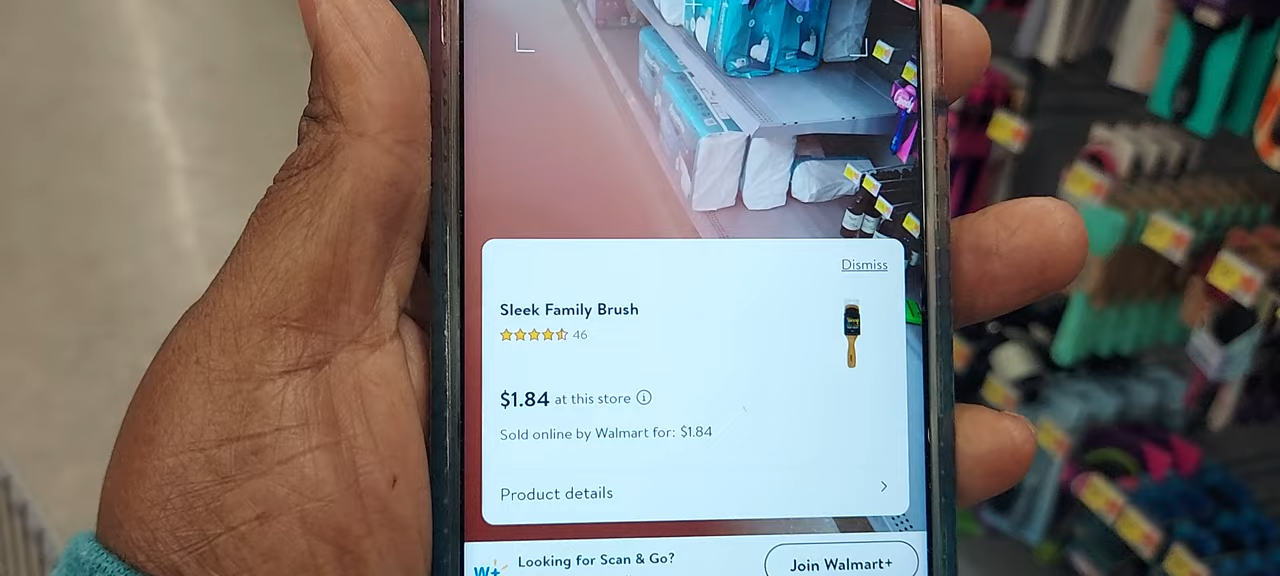 Dismiss
Sleek Family Brush
46
$1.84 at this store
Sold online by Walmart for: $1.84
Product details
Looking for Scan & Go?
W+
Join Walmart+